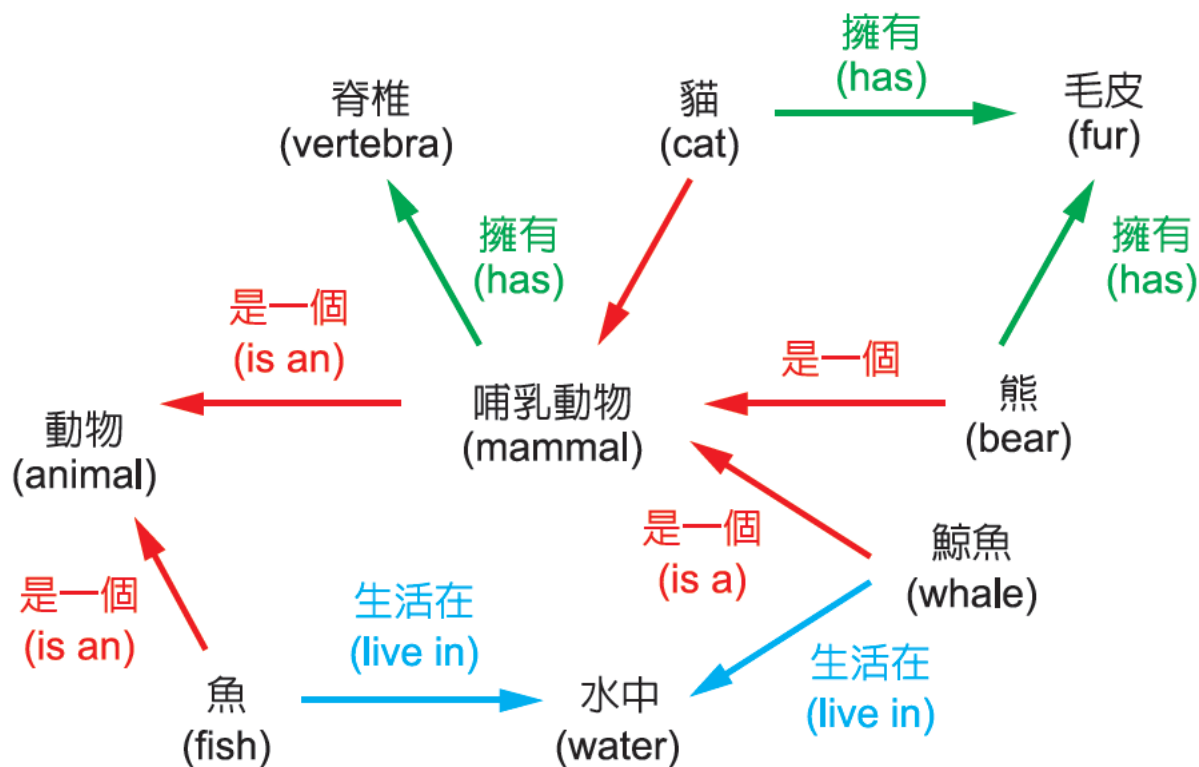 擁有
(has)
脊椎
(vertebra)
貓
(cat)
毛皮
(fur)
擁有
(has)
擁有
(has)
是一個
(is an)
是一個
動物
(animal)
哺乳動物
(mammal)
熊
(bear)
是一個
(is a)
鯨魚
(whale)
是一個
(is an)
生活在
(live in)
生活在
(live in)
魚
(fish)
水中
(water)